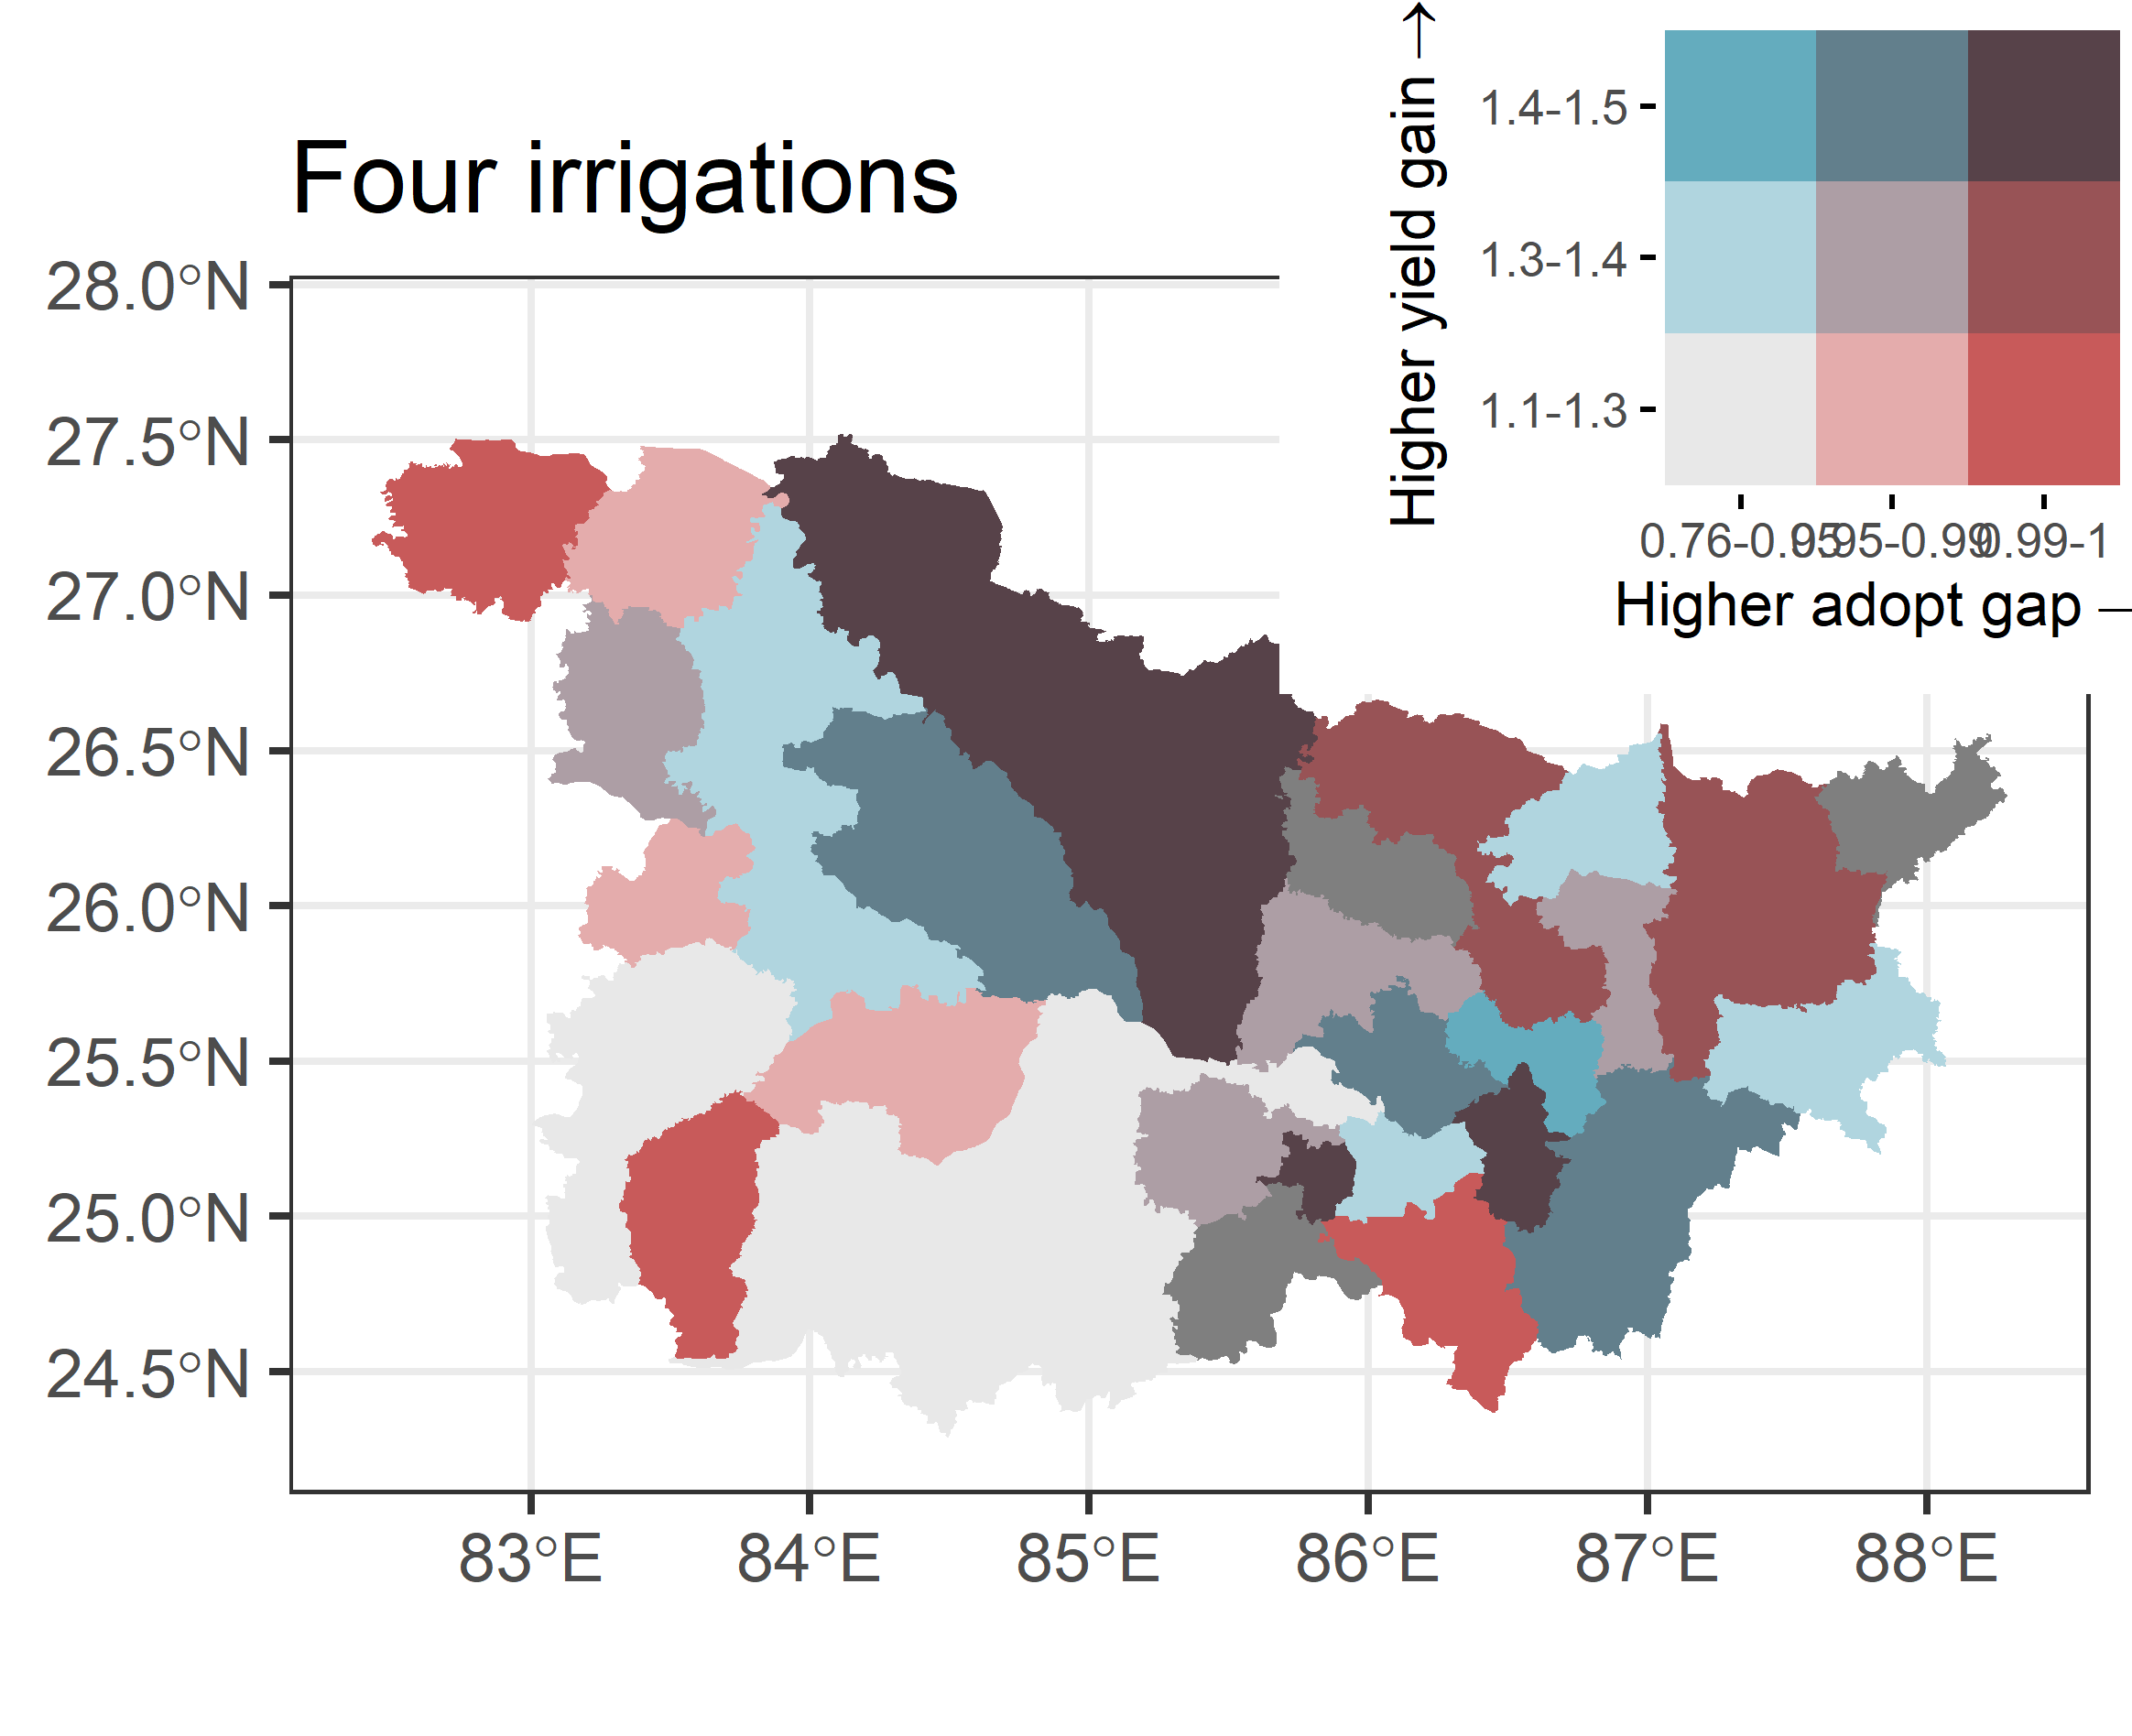 Four irrigations
Higher yield gain →
1.4-1.5
1.3-1.4
1.1-1.3
0.76-0.95 0.95-0.99 0.99-1
Higher adopt gap
28.0°N
27.5°N
27.0°N
26.5°N
26.0°N
25.5°N
25.0°N
24.5°N
83°E 84°E 85°E 86°E 87°E 88°E